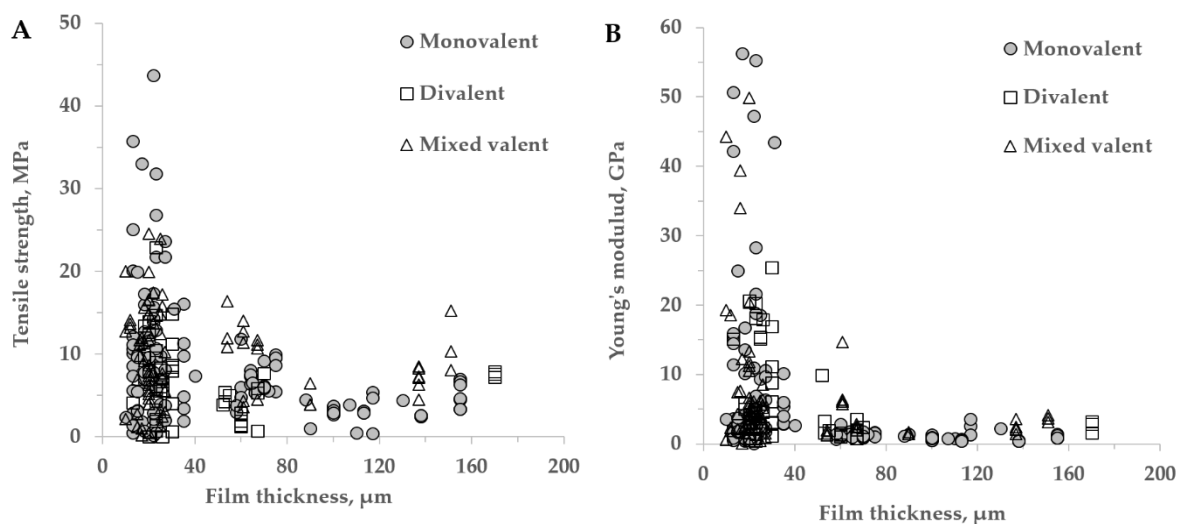 A
B
Tensile strength, MPa
50
40
30
20
10
0
0 40 80 120 160 200
Film thickness, µm
Monovalent
Divalent
Mixed valent
Young's modulud, GPa
60
50
40
30
20
10
0
0 40 80 120 160 200
Film thickness, µm
Monovalent
Divalent
Mixed valent